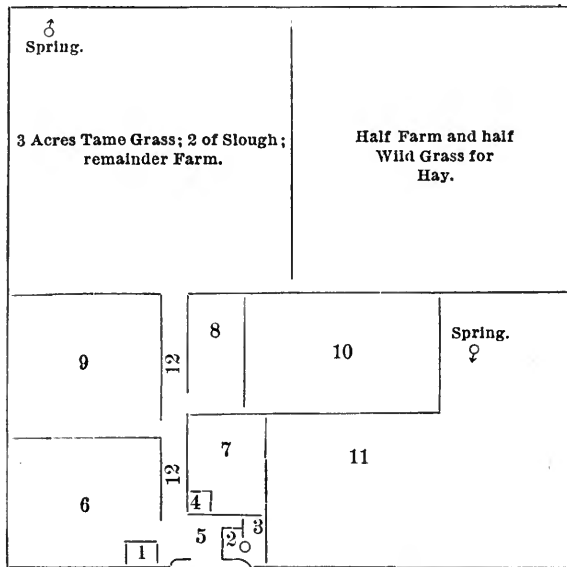 Spring.
3 Acres Tame Grass; 2 of Slough;
remainder Farm.
Half Farm and half
Wild Grass for
Hay.
8
Spring.
9
12
10
7
11
12
6
4
5
2
3
1